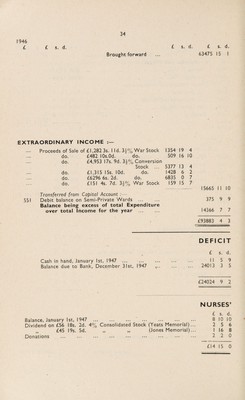 34
1946
£ £ s. d. £ s. d. £ s. d.
Brought forward ... 63475 15 1
EXTRAORDINARY INCOME :—
... Proceeds of Sale of £1,282 3s. 11d. 3½% War Stock 1354 19 4
... do. £482 10s.0d. do. 509 16 10
... do. £4,953 17s. 9d. 3½% Conversion
Stock ... 5377 13 4
... do. £1,315 15s. 10d. do. 1428 6 2
... do. £6296 6s. 2d. do. 6835 0 7
... do. £151 4s. 7d. 3½% War Stock 159 15 7
15665 11 10
Transferred from Capital Account :—
551 Debit balance on Semi-Private Wards ... 375 9 9
Balance being excess of total Expenditure
over total Income for the year ... ... 14366 7 7
£93883 4 3
DEFICIT
£ s. d.
Cash in hand, January 1st, 1947 ... 11 5 9
Balance due to Bank, December 31st, 1947 ... 24013 3 5
£24024 9 2
NURSES'
£ s. d.
Balance, January 1st, 1947 ... 8 10 10
Dividend on £56 18s. 2d. 4% Consolidated Stock (Yeats Memorial)... 2 5 6
£45 19s. 5d. ,, ,, (Jones Memorial)... 1 16 8
Donations ... 2 2 0
£14 15 0